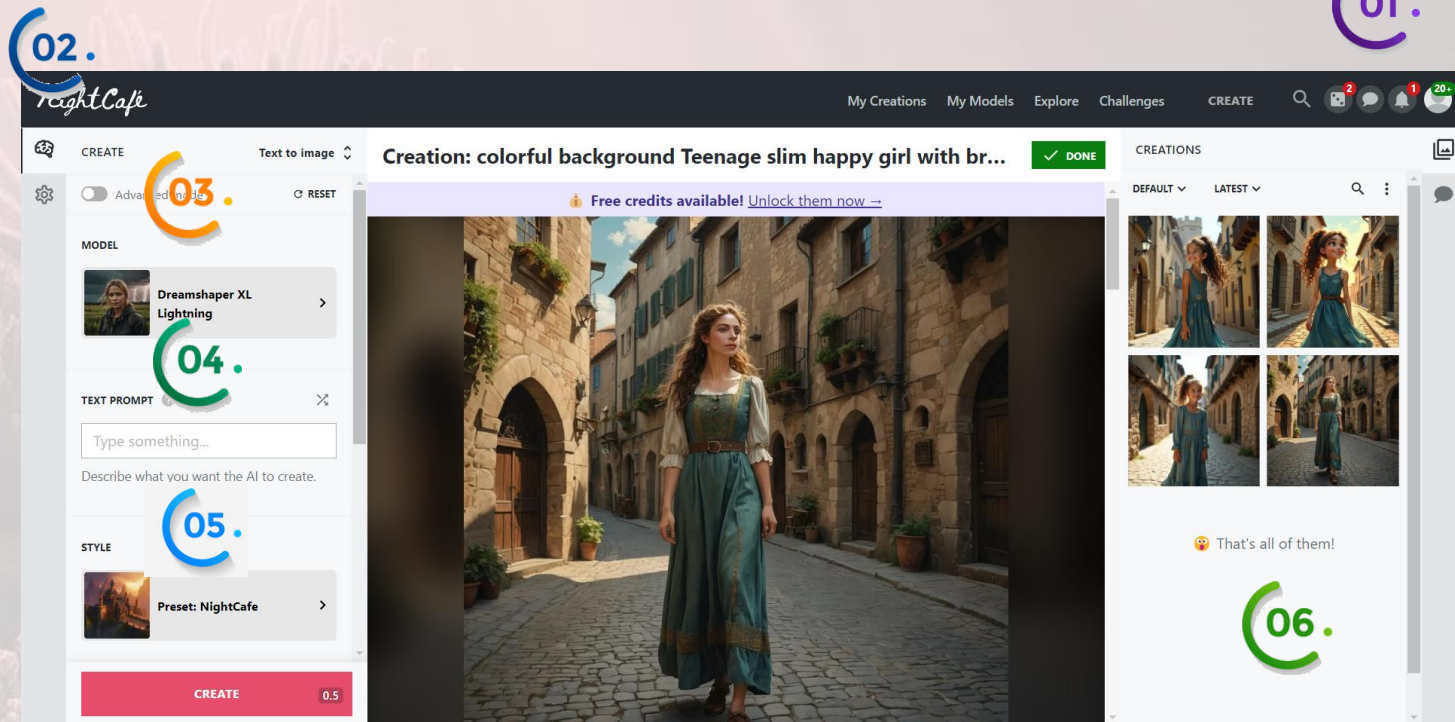 01.
02.
NightCafé
My Creations My Models Explore Challenges CREATE 2 1 20+
CREATE Text to image
Creation: colorful background Teenage slim happy girl with br...
DONE
CREATIONS
Advanced mode
03.
RESET
Free credits available! Unlock them now →
DEFAULT LATEST
MODEL
Dreamshaper XL
Lightning
04.
TEXT PROMPT
Type something...
Describe what you want the AI to create.
05.
STYLE
Preset: NightCafe
CREATE 0.5
That's all of them!
06.